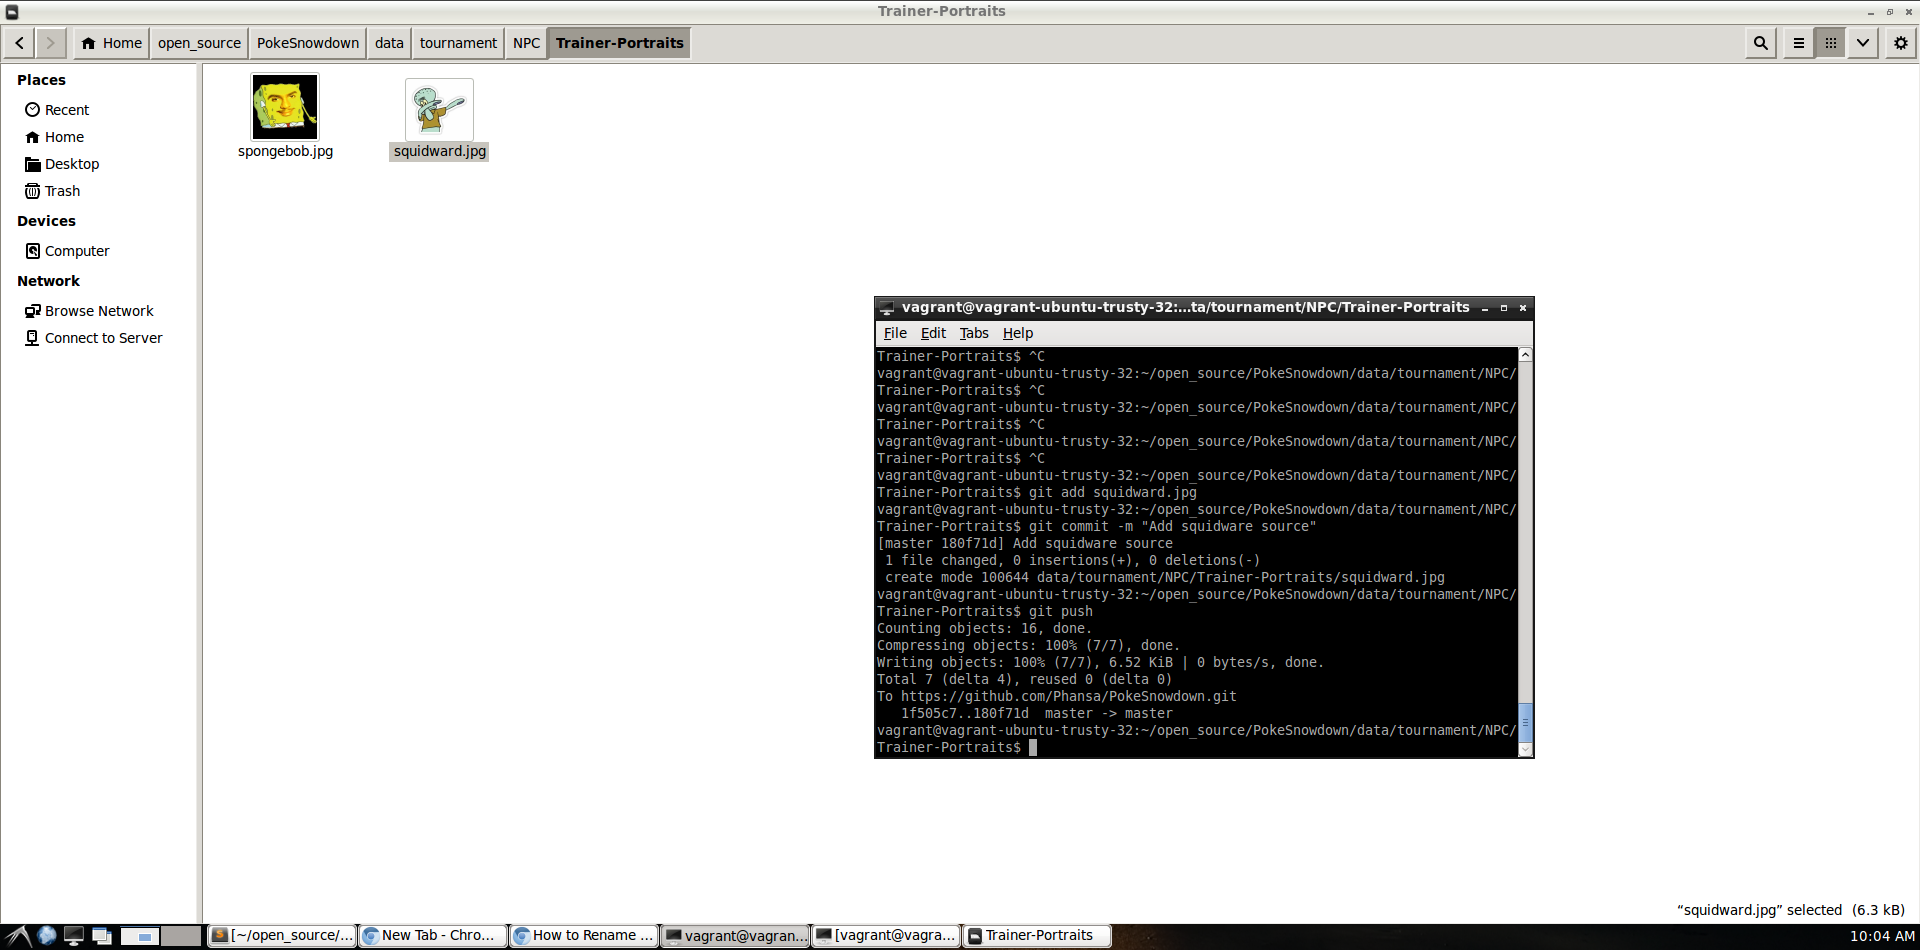 Trainer-Portraits
Home
open_source
PokeSnowdown
data
tournament
NPC
Trainer-Portraits
Places
Recent
Home
Desktop
Trash
Devices
Computer
Network
Browse Network
Connect to Server
spongebob.jpg
squidward.jpg
vagrant@vagrant-ubuntu-trusty-32:...ta/tournament/NPC/Trainer-Portraits
File Edit Tabs Help
Trainer-Portraits$ ^C
vagrant@vagrant-ubuntu-trusty-32:~/open_source/PokeSnowdown/data/tournament/NPC/
Trainer-Portraits$ ^C
vagrant@vagrant-ubuntu-trusty-32:~/open_source/PokeSnowdown/data/tournament/NPC/
Trainer-Portraits$ ^C
vagrant@vagrant-ubuntu-trusty-32:~/open_source/PokeSnowdown/data/tournament/NPC/
Trainer-Portraits$ ^C
vagrant@vagrant-ubuntu-trusty-32:~/open_source/PokeSnowdown/data/tournament/NPC/
Trainer-Portraits$ git add squidward.jpg
vagrant@vagrant-ubuntu-trusty-32:~/open_source/PokeSnowdown/data/tournament/NPC/
Trainer-Portraits$ git commit -m "Add squidware source"
[master 180f71d] Add squidware source
 1 file changed, 0 insertions(+), 0 deletions(-)
 create mode 100644 data/tournament/NPC/Trainer-Portraits/squidward.jpg
vagrant@vagrant-ubuntu-trusty-32:~/open_source/PokeSnowdown/data/tournament/NPC/
Trainer-Portraits$ git push
Counting objects: 16, done.
Compressing objects: 100% (7/7), done.
Writing objects: 100% (7/7), 6.52 KiB | 0 bytes/s, done.
Total 7 (delta 4), reused 0 (delta 0)
To https://github.com/Phansa/PokeSnowdown.git
   1f505c7..180f71d  master -> master
vagrant@vagrant-ubuntu-trusty-32:~/open_source/PokeSnowdown/data/tournament/NPC/
Trainer-Portraits$
“squidward.jpg” selected (6.3 kB)
[~/open_source/...
New Tab - Chro...
How to Rename ...
vagrant@vagran...
[vagrant@vagra...
Trainer-Portraits
10:04 AM